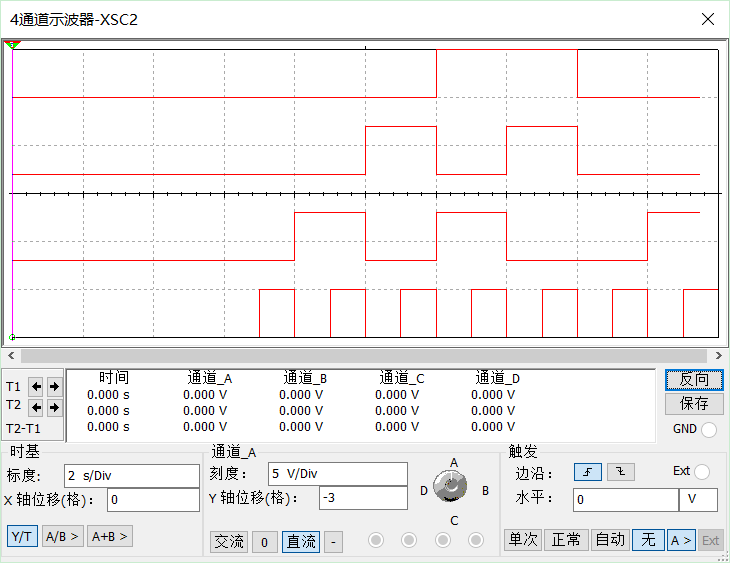 4通道示波器-XSC2
时间 通道_A 通道_B 通道_C 通道_D
T1 0.000 s 0.000 V 0.000 V 0.000 V 0.000 V
T2 0.000 s 0.000 V 0.000 V 0.000 V 0.000 V
T2-T1 0.000 s 0.000 V 0.000 V 0.000 V 0.000 V
反向
保存
GND
时基
标度: 2 s/Div
X 轴位移(格): 0
Y/T A/B > A+B >
通道_A
刻度: 5 V/Div
Y 轴位移(格): -3
A
D B
C
交流 0 直流 -
触发
边沿: Ext
水平: 0 V
单次 正常 自动 无 A > Ext